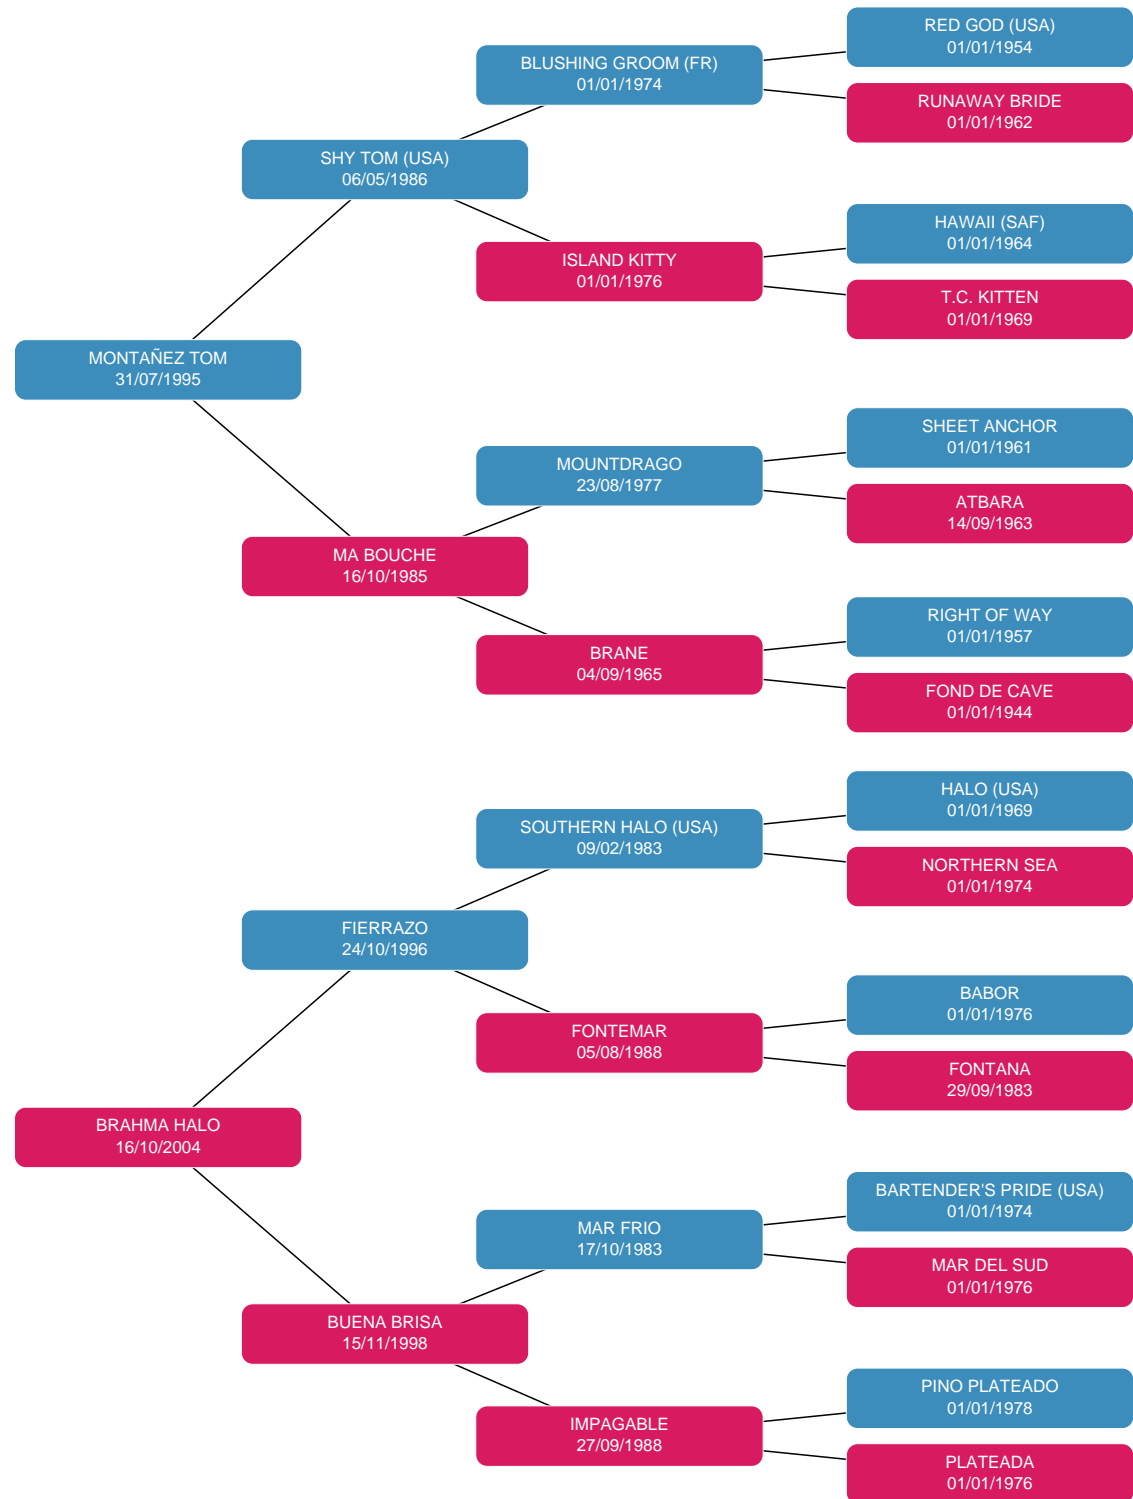 RED GOD (USA)
01/01/1954
BLUSHING GROOM (FR)
01/01/1974
RUNAWAY BRIDE
01/01/1962
SHY TOM (USA)
06/05/1986
HAWAII (SAF)
01/01/1964
ISLAND KITTY
01/01/1976
T.C. KITTEN
01/01/1969
MONTAÑEZ TOM
31/07/1995
SHEET ANCHOR
01/01/1961
MOUNTDRAGO
23/08/1977
ATBARA
14/09/1963
MA BOUCHE
16/10/1985
RIGHT OF WAY
01/01/1957
BRANE
04/09/1965
FOND DE CAVE
01/01/1944
HALO (USA)
01/01/1969
SOUTHERN HALO (USA)
09/02/1983
NORTHERN SEA
01/01/1974
FIERRAZO
24/10/1996
BABOR
01/01/1976
FONTEMAR
05/08/1988
FONTANA
29/09/1983
BRAHMA HALO
16/10/2004
BARTENDER'S PRIDE (USA)
01/01/1974
MAR FRIO
17/10/1983
MAR DEL SUD
01/01/1976
BUENA BRISA
15/11/1998
PINO PLATEADO
01/01/1978
IMPAGABLE
27/09/1988
PLATEADA
01/01/1976